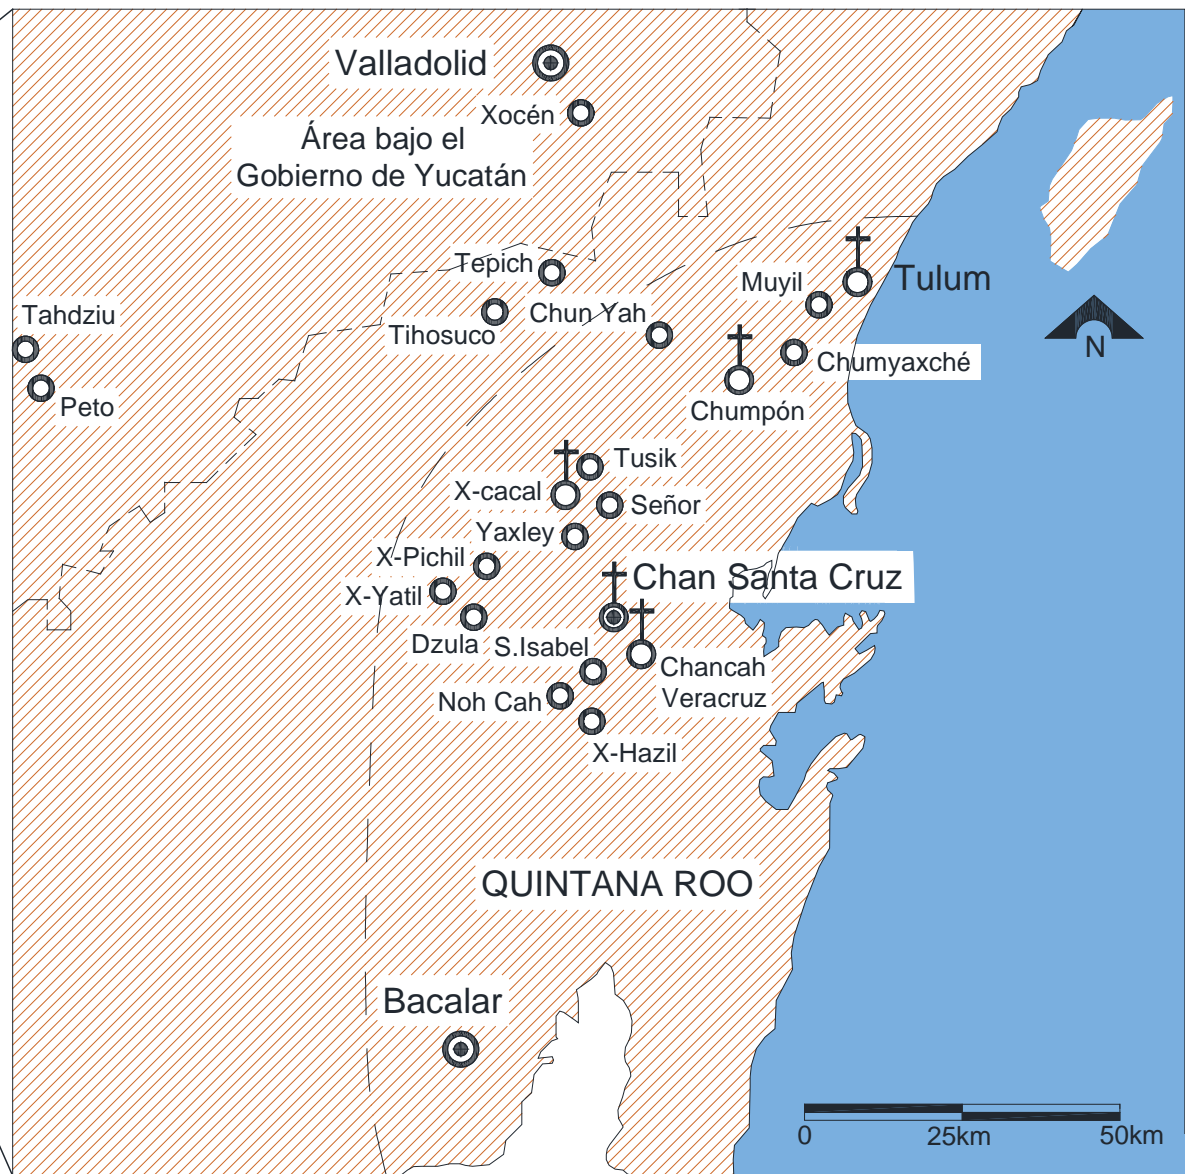 Valladolid
Xocén
Área bajo el
Gobierno de Yucatán
Tepich
Muyil
Tulum
Tahdziu
Tihosuco
Chun Yah
N
Chumyaxché
Peto
Chumpón
Tusik
X-cacal
Señor
Yaxley
X-Pichil
Chan Santa Cruz
X-Yatil
Dzula
S.Isabel
Chancah
Veracruz
Noh Cah
X-Hazil
QUINTANA ROO
Bacalar
0 25km 50km